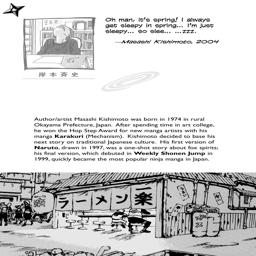 Oh man, it's spring! I always
get sleepy... I'm just
sleepy... so slee... ...zzz.
—Masashi Kishimoto, 2004
岸本斉史
Author/artist Masashi Kishimoto was born in 1974 in rural
Okayama Prefecture, Japan. After spending time in art college,
he won the Hop Step Award for new manga artists with his
manga Karakuri (Mechanism). Kishimoto decided to base his
next story on traditional Japanese culture. His first version of
Naruto, drawn in 1997, was a one-shot story about fox spirits;
his final version, which debuted in Weekly Shonen Jump in
1999, quickly became the most popular ninja manga in Japan.
ラーメン 楽